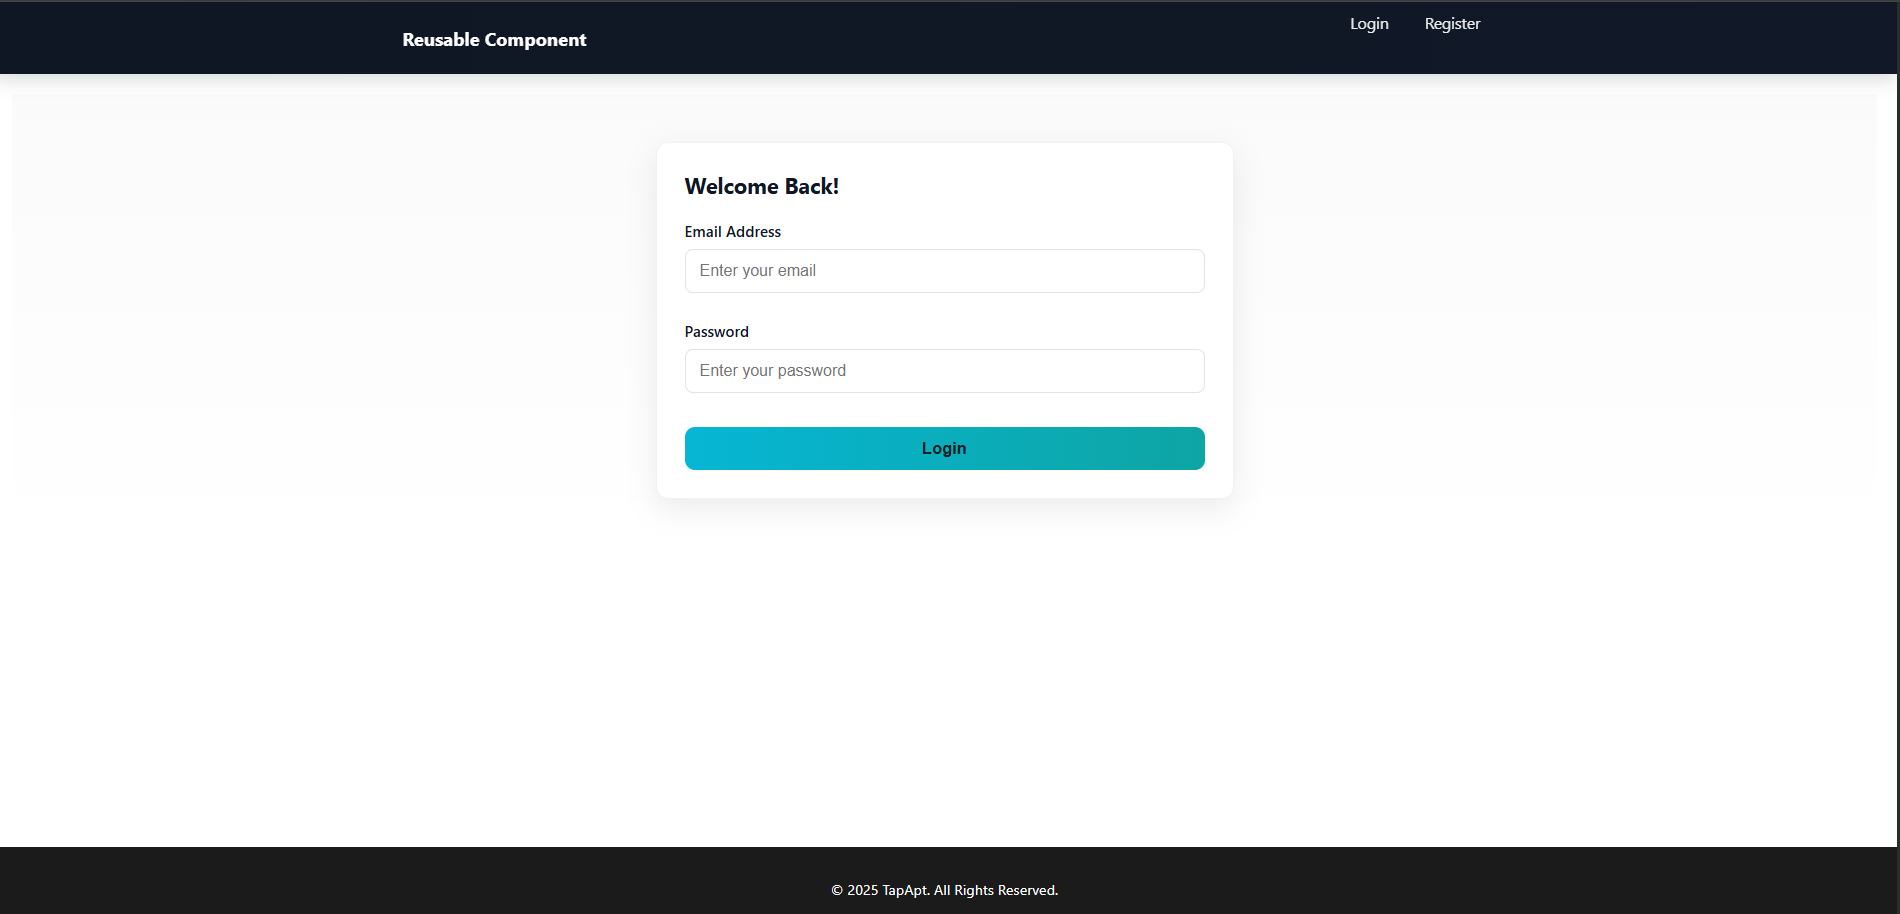 Reusable Component
Login Register
Welcome Back!
Email Address
Enter your email
Password
Enter your password
Login
© 2025 TapApt. All Rights Reserved.